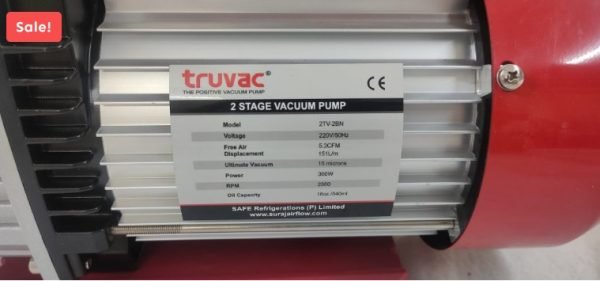 Sale!
truvac®
THE POSITIVE VACUUM PUMP
CE
2 STAGE VACUUM PUMP
Model 2TV-2BN
Voltage 220V/50Hz
Free Air 5.3CFM
Displacement 151L/m
Ultimate Vacuum 15 microns
Power 300W
RPM
Oil Capacity
SAFE Refrigerations (P) Limited
www.surajairflow.com